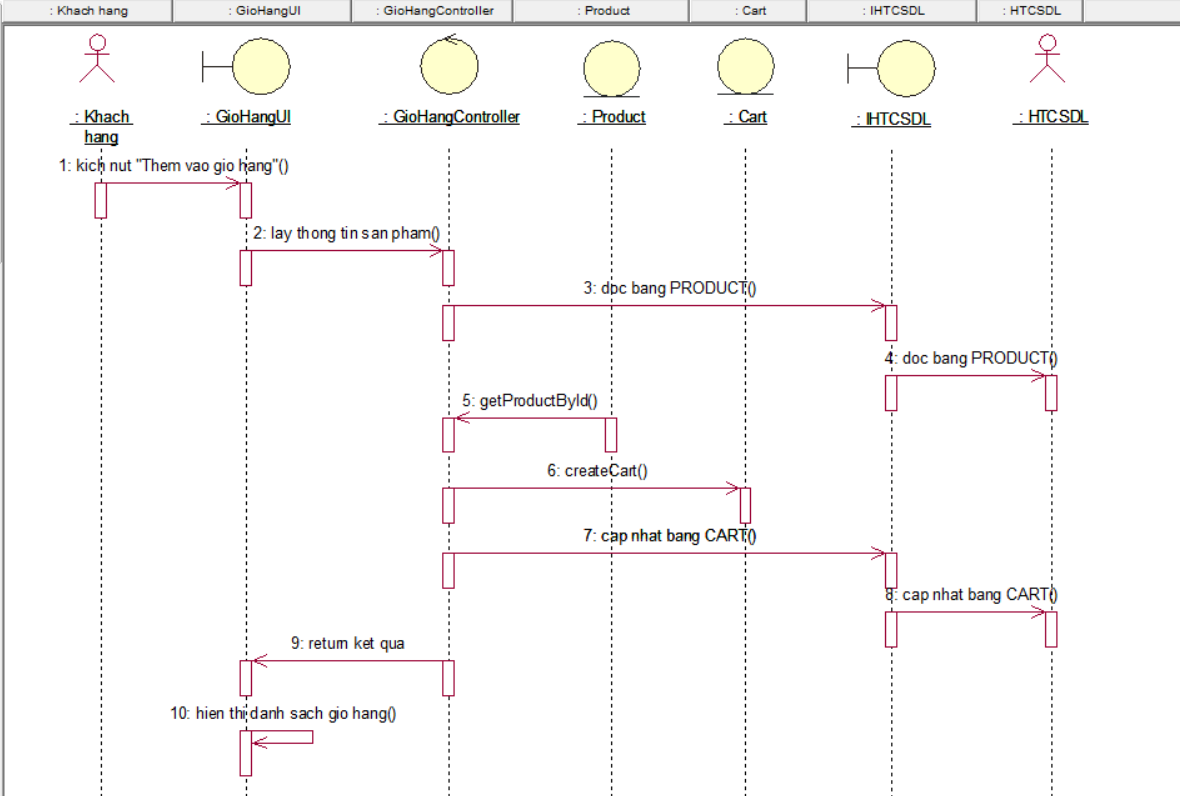 : Khach hang
: GioHangUI
: GioHangController
: Product
: Cart
: IHTCSDL
: HTCSDL
: Khach
hang
: GioHangUI
: GioHangController
: Product
: Cart
: IHTCSDL
: HTCSDL
1: kich nut "Them vao gio hang"()
2: lay thong tin san pham()
3: doc bang PRODUCT()
4: doc bang PRODUCT()
5: getProductById()
6: createCart()
7: cap nhat bang CART()
8: cap nhat bang CART()
9: return ket qua
10: hien thi danh sach gio hang()